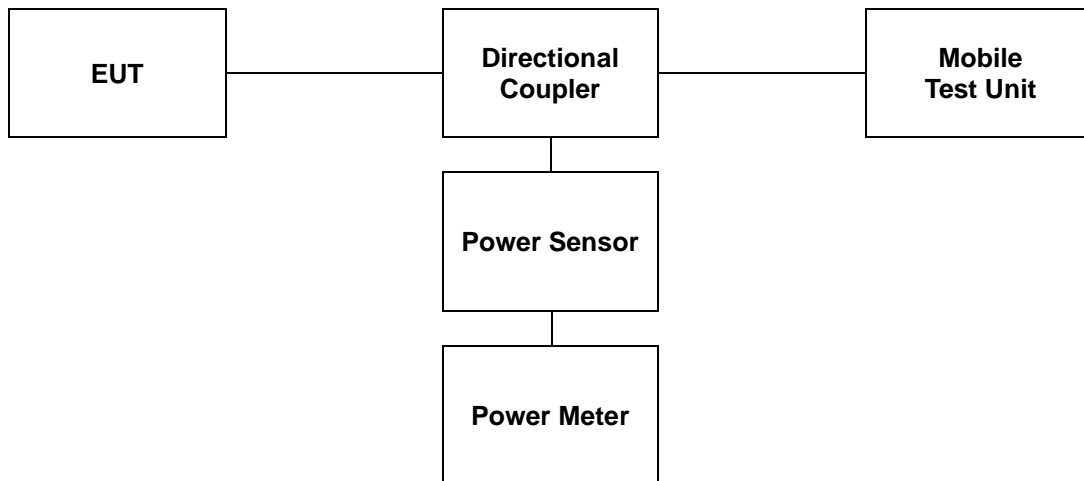 EUT
Directional
Coupler
Mobile
Test Unit
Power Sensor
Power Meter